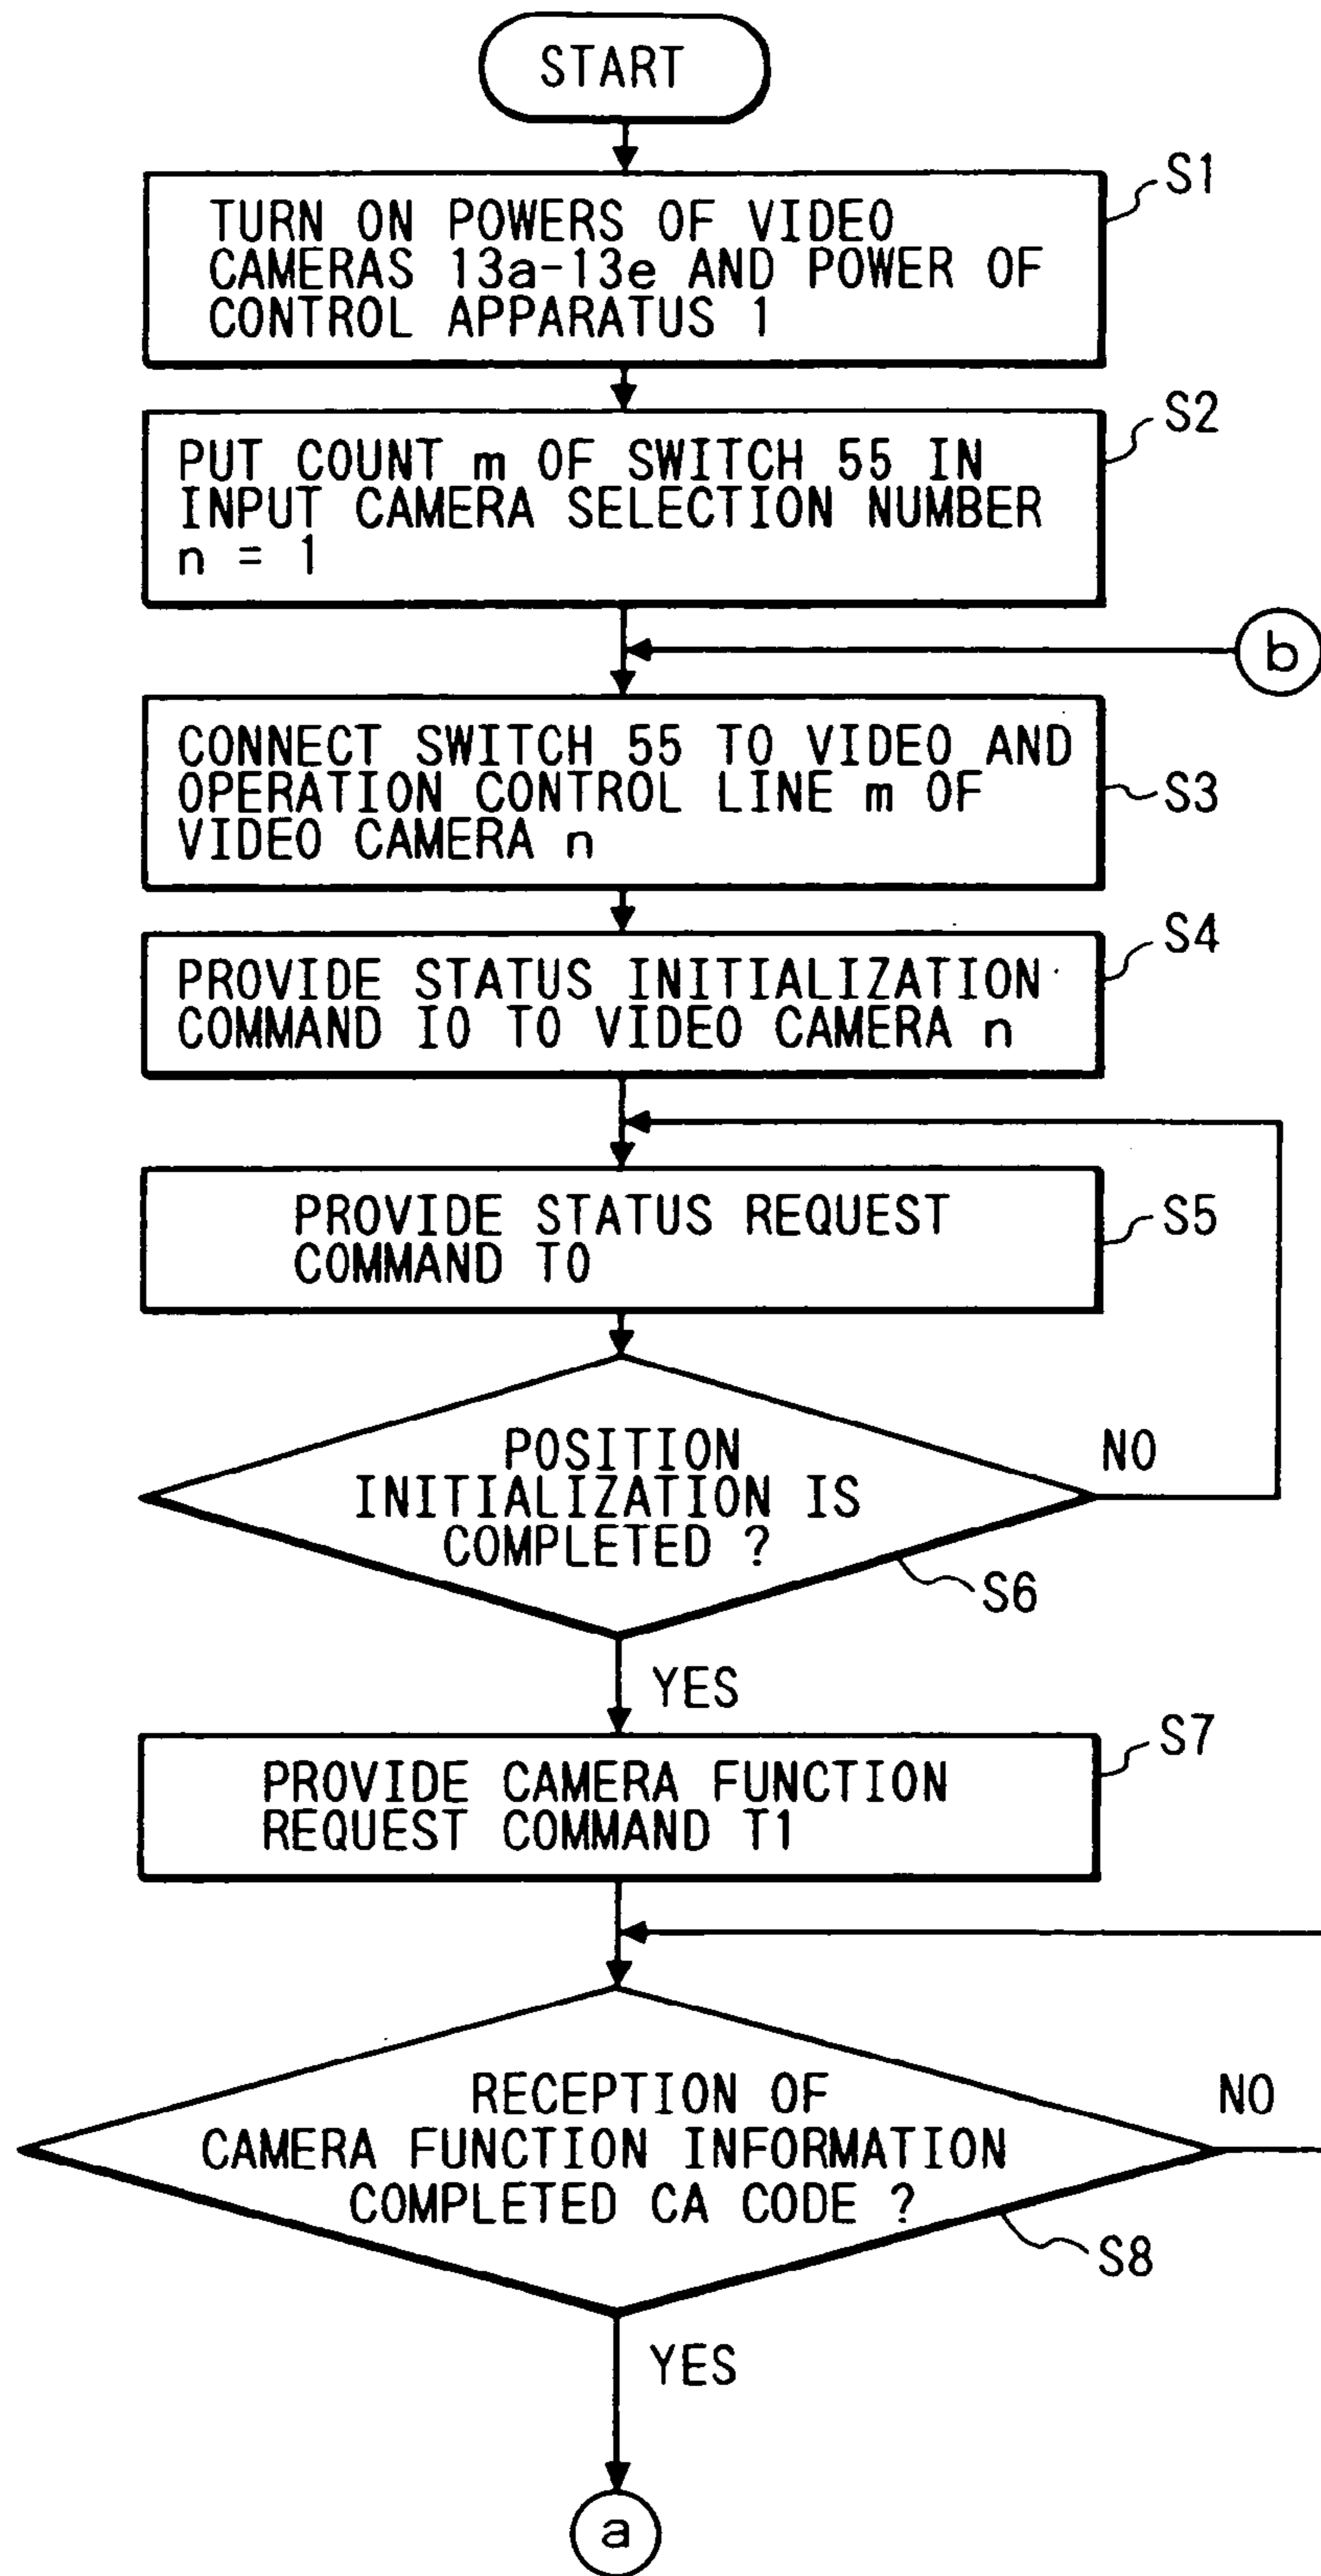 START
S1
TURN ON POWERS OF VIDEO
CAMERAS 13a-13e AND POWER OF
CONTROL APPARATUS 1
S2
PUT COUNT m OF SWITCH 55 IN
INPUT CAMERA SELECTION NUMBER
n = 1
b
CONNECT SWITCH 55 TO VIDEO AND
OPERATION CONTROL LINE m OF
VIDEO CAMERA n
S3
S4
PROVIDE STATUS INITIALIZATION
COMMAND I0 TO VIDEO CAMERA n
PROVIDE STATUS REQUEST
COMMAND T0
S5
POSITION
INITIALIZATION IS
COMPLETED ?
NO
S6
YES
S7
PROVIDE CAMERA FUNCTION
REQUEST COMMAND T1
RECEPTION OF
CAMERA FUNCTION INFORMATION
COMPLETED CA CODE ?
NO
S8
YES
a